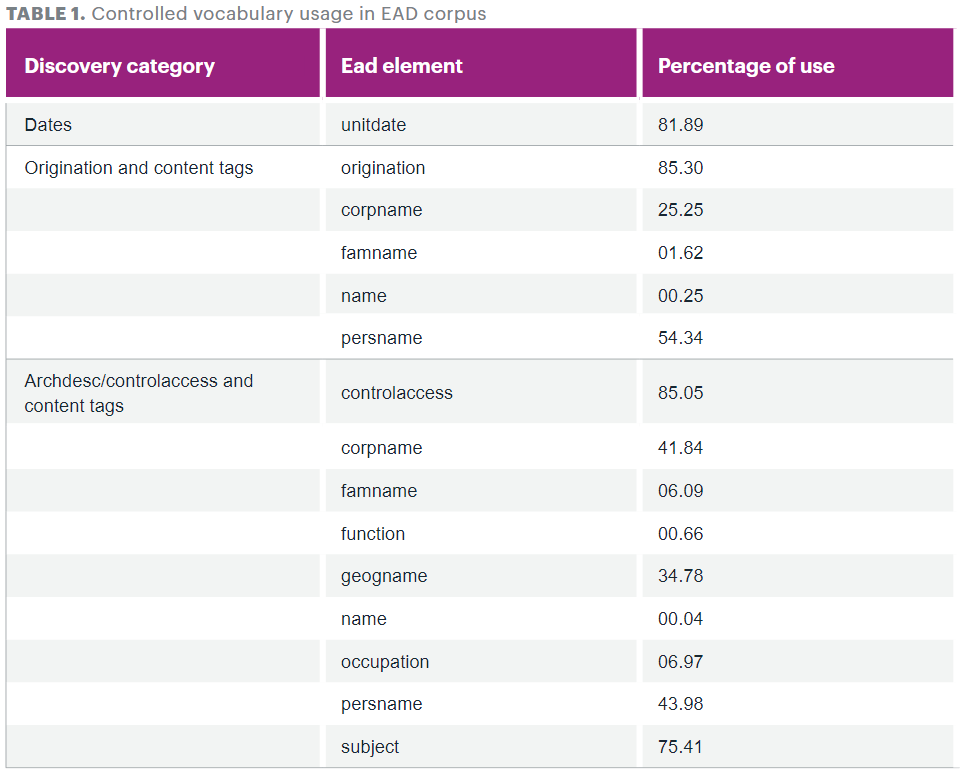 TABLE 1. Controlled vocabulary usage in EAD corpus
Discovery category Ead element Percentage of use
Dates unitdate 81.89
Origination and content tags origination 85.30
corpname 25.25
famname 01.62
name 00.25
persname 54.34
Archdesc/controlaccess and
content tags controlaccess 85.05
corpname 41.84
famname 06.09
function 00.66
geogname 34.78
name 00.04
occupation 06.97
persname 43.98
subject 75.41